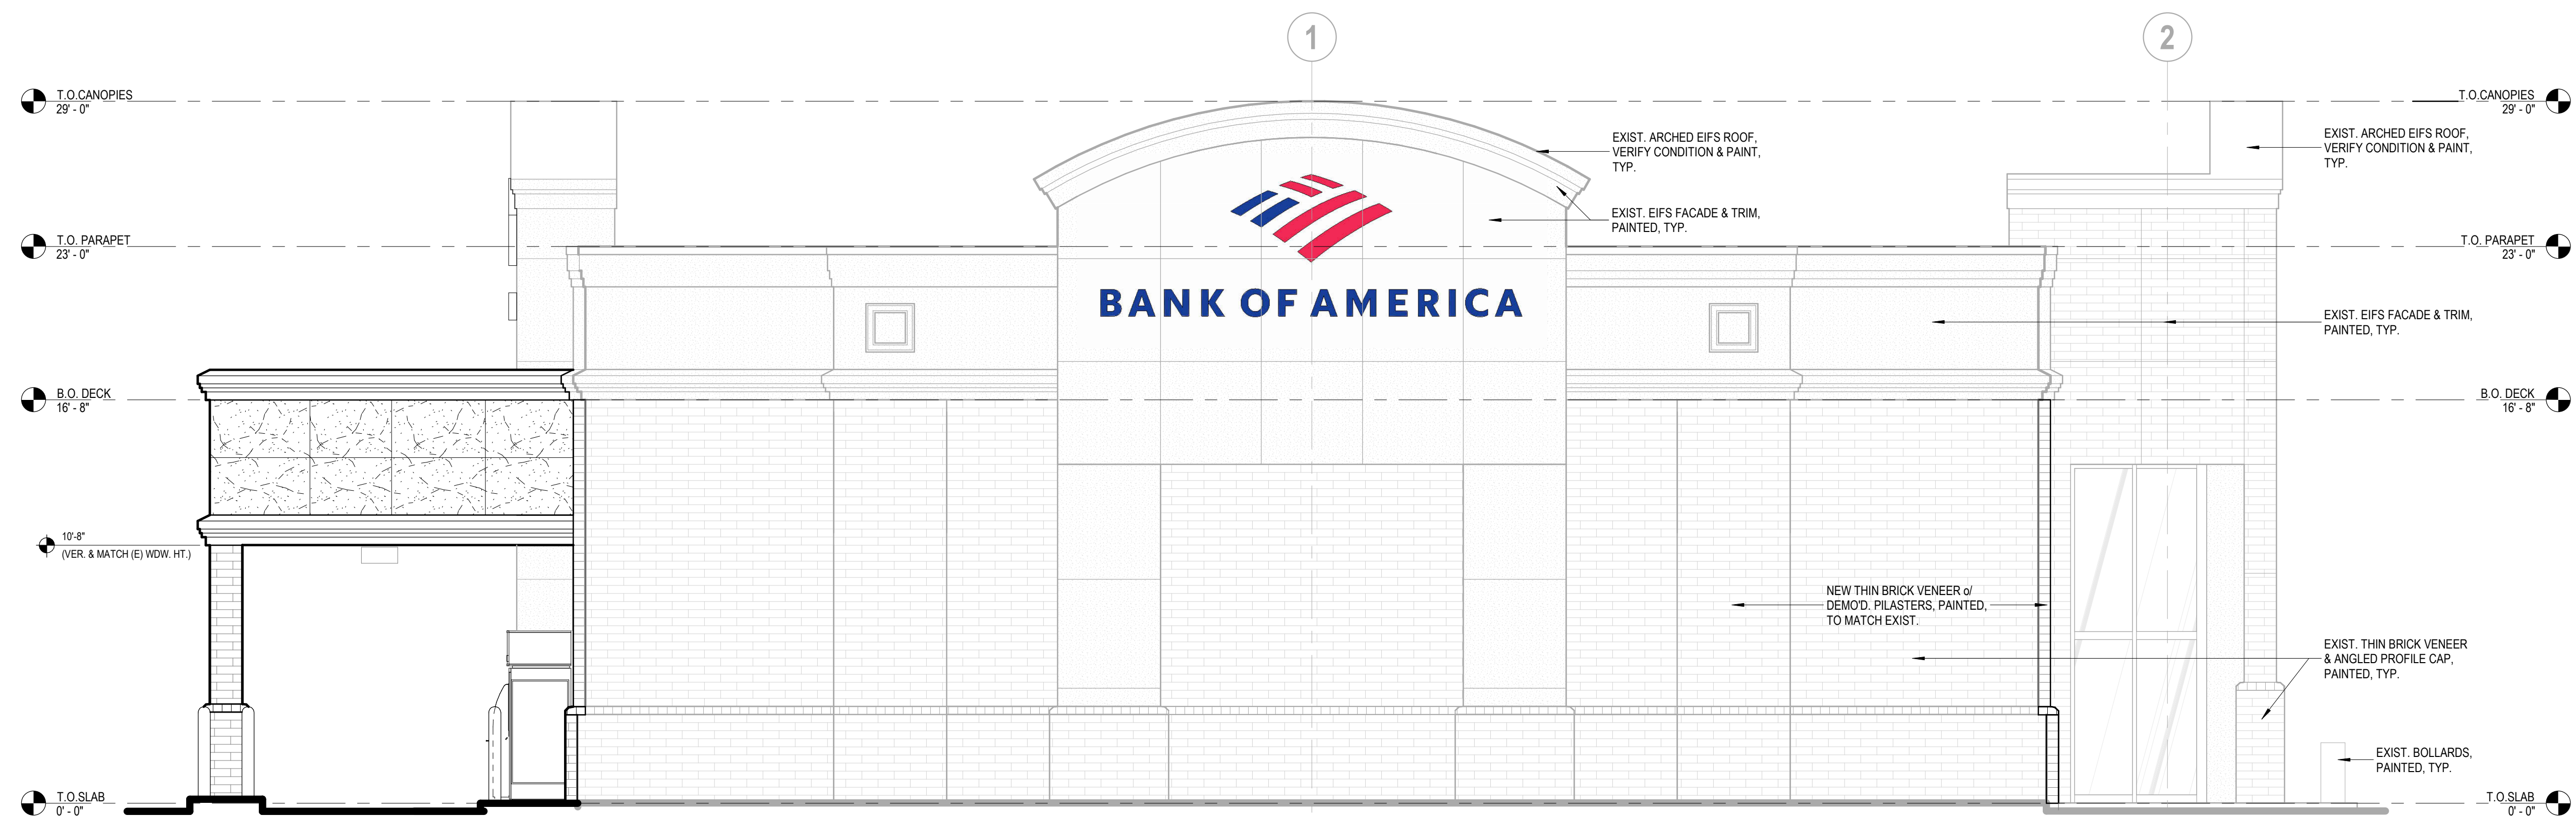 1
2
T.O.CANOPIES
29' - 0"
T.O.CANOPIES
29' - 0"
EXIST. ARCHED EIFS ROOF,
VERIFY CONDITION & PAINT,
TYP.
EXIST. ARCHED EIFS ROOF,
VERIFY CONDITION & PAINT,
TYP.
EXIST. EIFS FACADE & TRIM,
PAINTED, TYP.
T.O. PARAPET
23' - 0"
T.O. PARAPET
23' - 0"
BANK OF AMERICA
EXIST. EIFS FACADE & TRIM,
PAINTED, TYP.
B.O. DECK
16' - 8"
B.O. DECK
16' - 8"
10'-8"
(VER. & MATCH (E) WDW. HT.)
NEW THIN BRICK VENEER o/
DEMO'D. PILASTERS, PAINTED,
TO MATCH EXIST.
EXIST. THIN BRICK VENEER
& ANGLED PROFILE CAP,
PAINTED, TYP.
EXIST. BOLLARDS,
PAINTED, TYP.
T.O.SLAB
0' - 0"
T.O.SLAB
0' - 0"